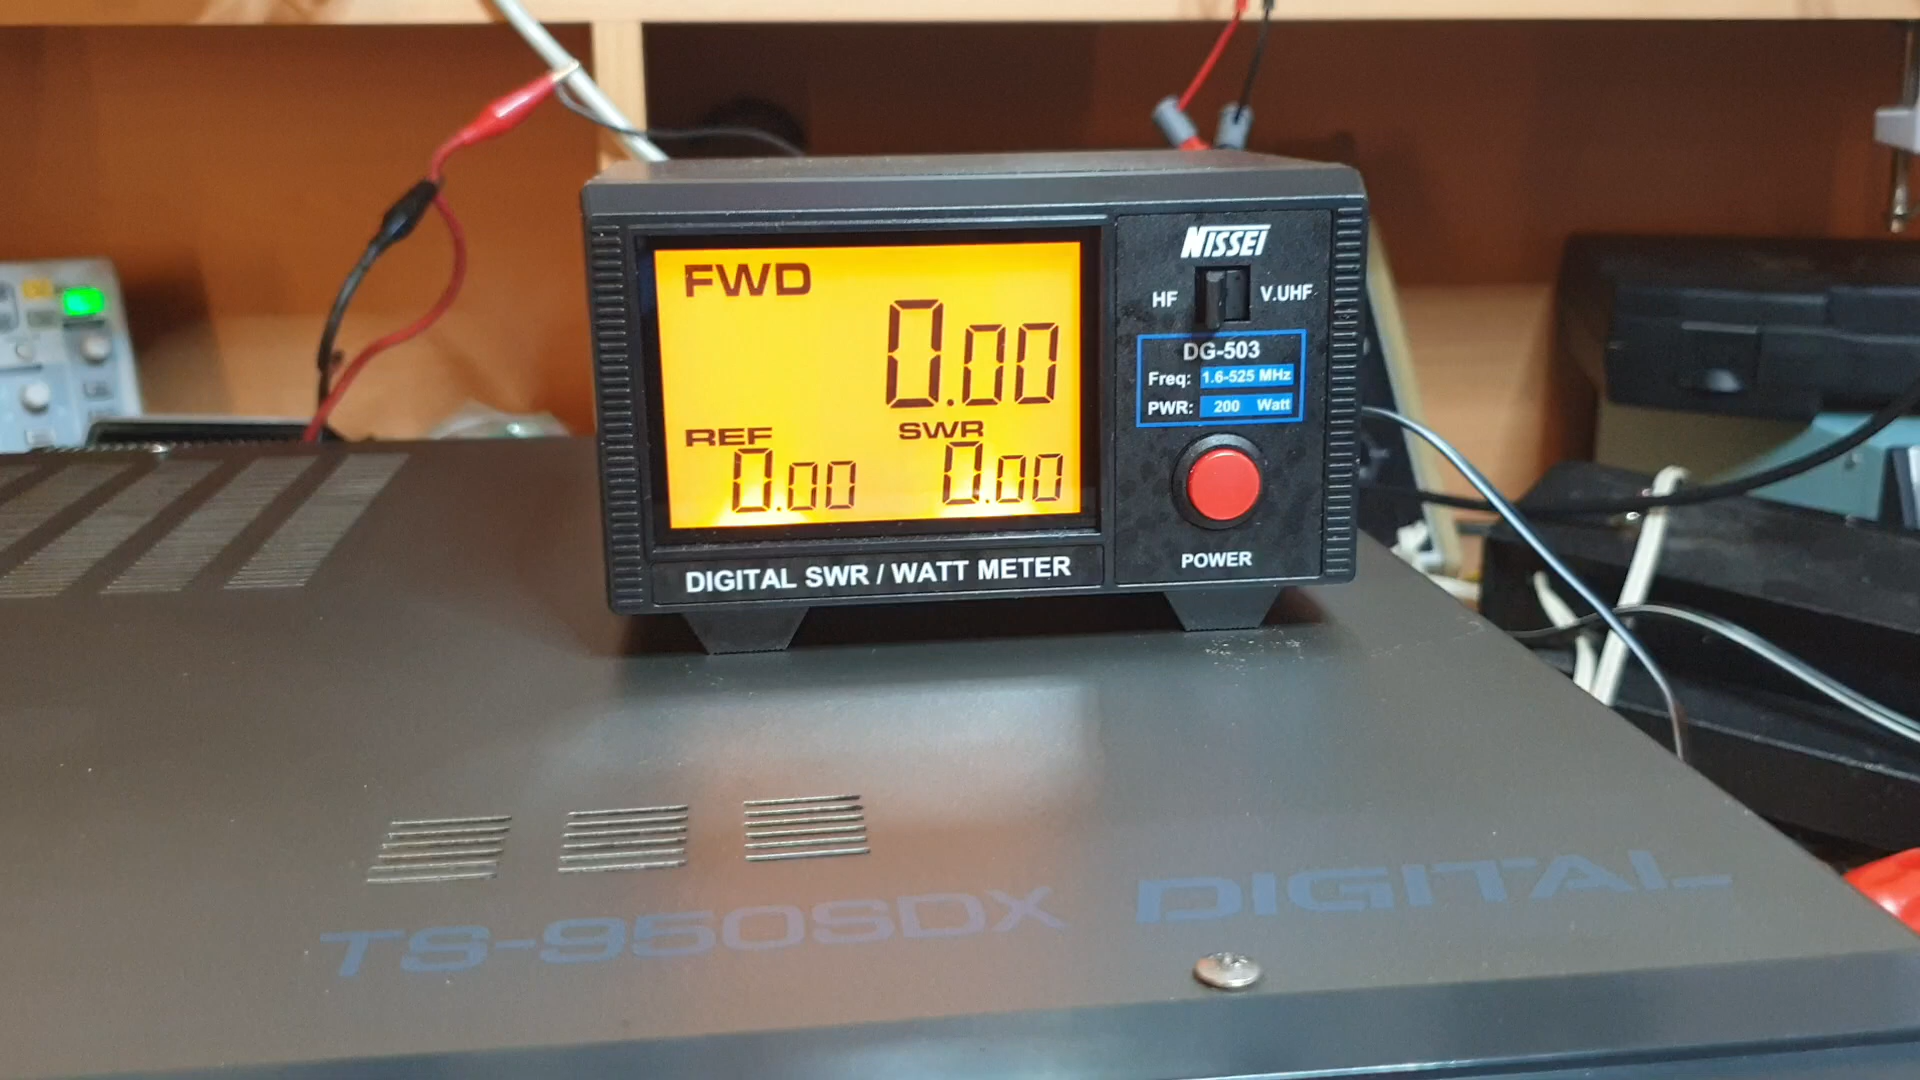 FWD
0.00
REF
0.00
SWR
0.00
DIGITAL SWR / WATT METER
NISSEI
HF
V.UHF
DG-503
Freq: 1.6-525 MHz
PWR: 200 Watt
POWER
TS-950SDX DIGITAL